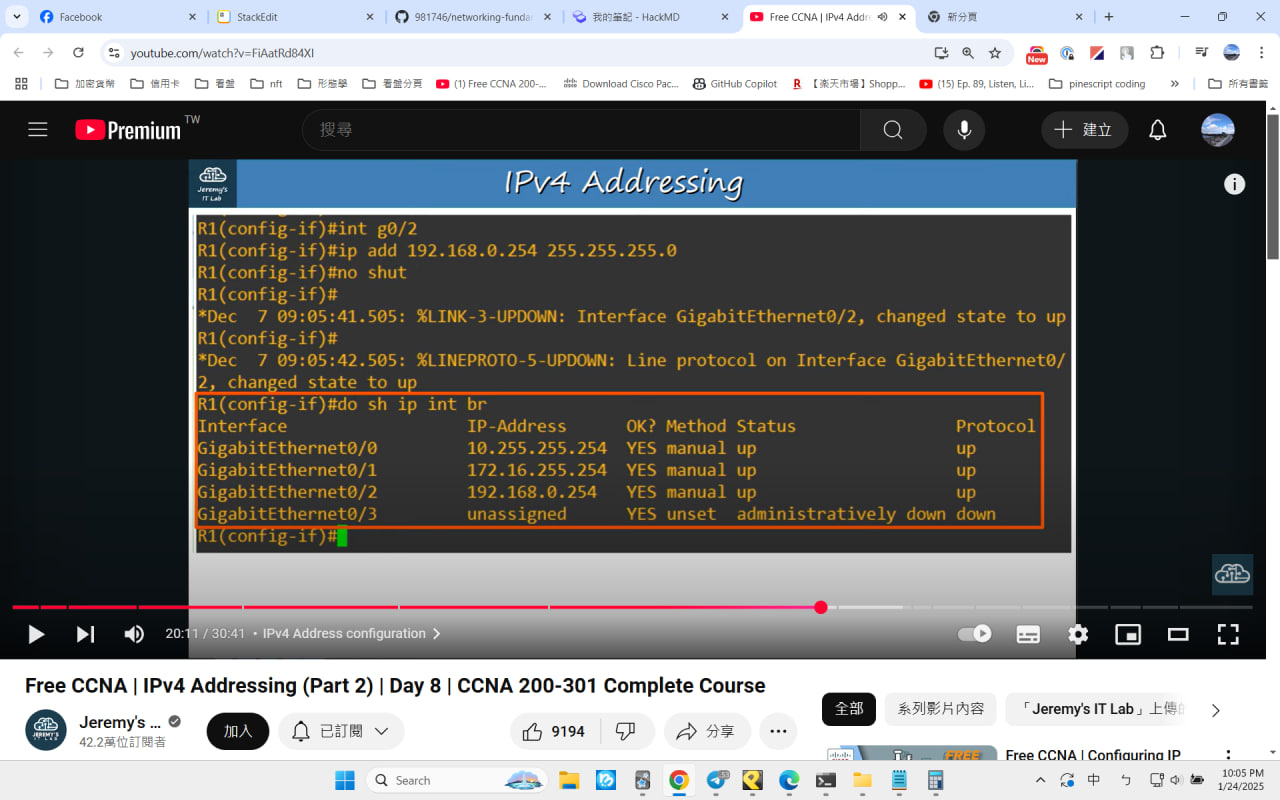 Facebook
StackEdit
981746/networking-fundar
我的筆記 - HackMD
Free CCNA | IPv4 Addre
新分頁
youtube.com/watch?v=FiAatRd84XI
New
加密貨幣
信用卡
看盤
nft
形態學
看盤分頁
(1) Free CCNA 200-...
Download Cisco Pac...
GitHub Copilot
【楽天市場】Shopp...
(15) Ep. 89, Listen, Li...
pinescript coding
所有書籤
Premium TW
搜尋
建立
Jeremy's
IT Lab
IPv4 Addressing
R1(config-if)#int g0/2
R1(config-if)#ip add 192.168.0.254 255.255.255.0
R1(config-if)#no shut
R1(config-if)#
*Dec  7 09:05:41.505: %LINK-3-UPDOWN: Interface GigabitEthernet0/2, changed state to up
R1(config-if)#
*Dec  7 09:05:42.505: %LINEPROTO-5-UPDOWN: Line protocol on Interface GigabitEthernet0/
2, changed state to up
R1(config-if)#do sh ip int br
Interface IP-Address OK? Method Status Protocol
GigabitEthernet0/0 10.255.255.254 YES manual up up
GigabitEthernet0/1 172.16.255.254 YES manual up up
GigabitEthernet0/2 192.168.0.254 YES manual up up
GigabitEthernet0/3 unassigned YES unset administratively down down
R1(config-if)#
20:11 / 30:41 • IPv4 Address configuration
Free CCNA | IPv4 Addressing (Part 2) | Day 8 | CCNA 200-301 Complete Course
Jeremy's ...
42.2萬位訂閱者
加入
已訂閱
9194
分享
全部
系列影片內容
「Jeremy's IT Lab」上傳的
Free CCNA | Configuring IP
FREE
Search
53
中
ㄅ
10:05 PM
1/24/2025